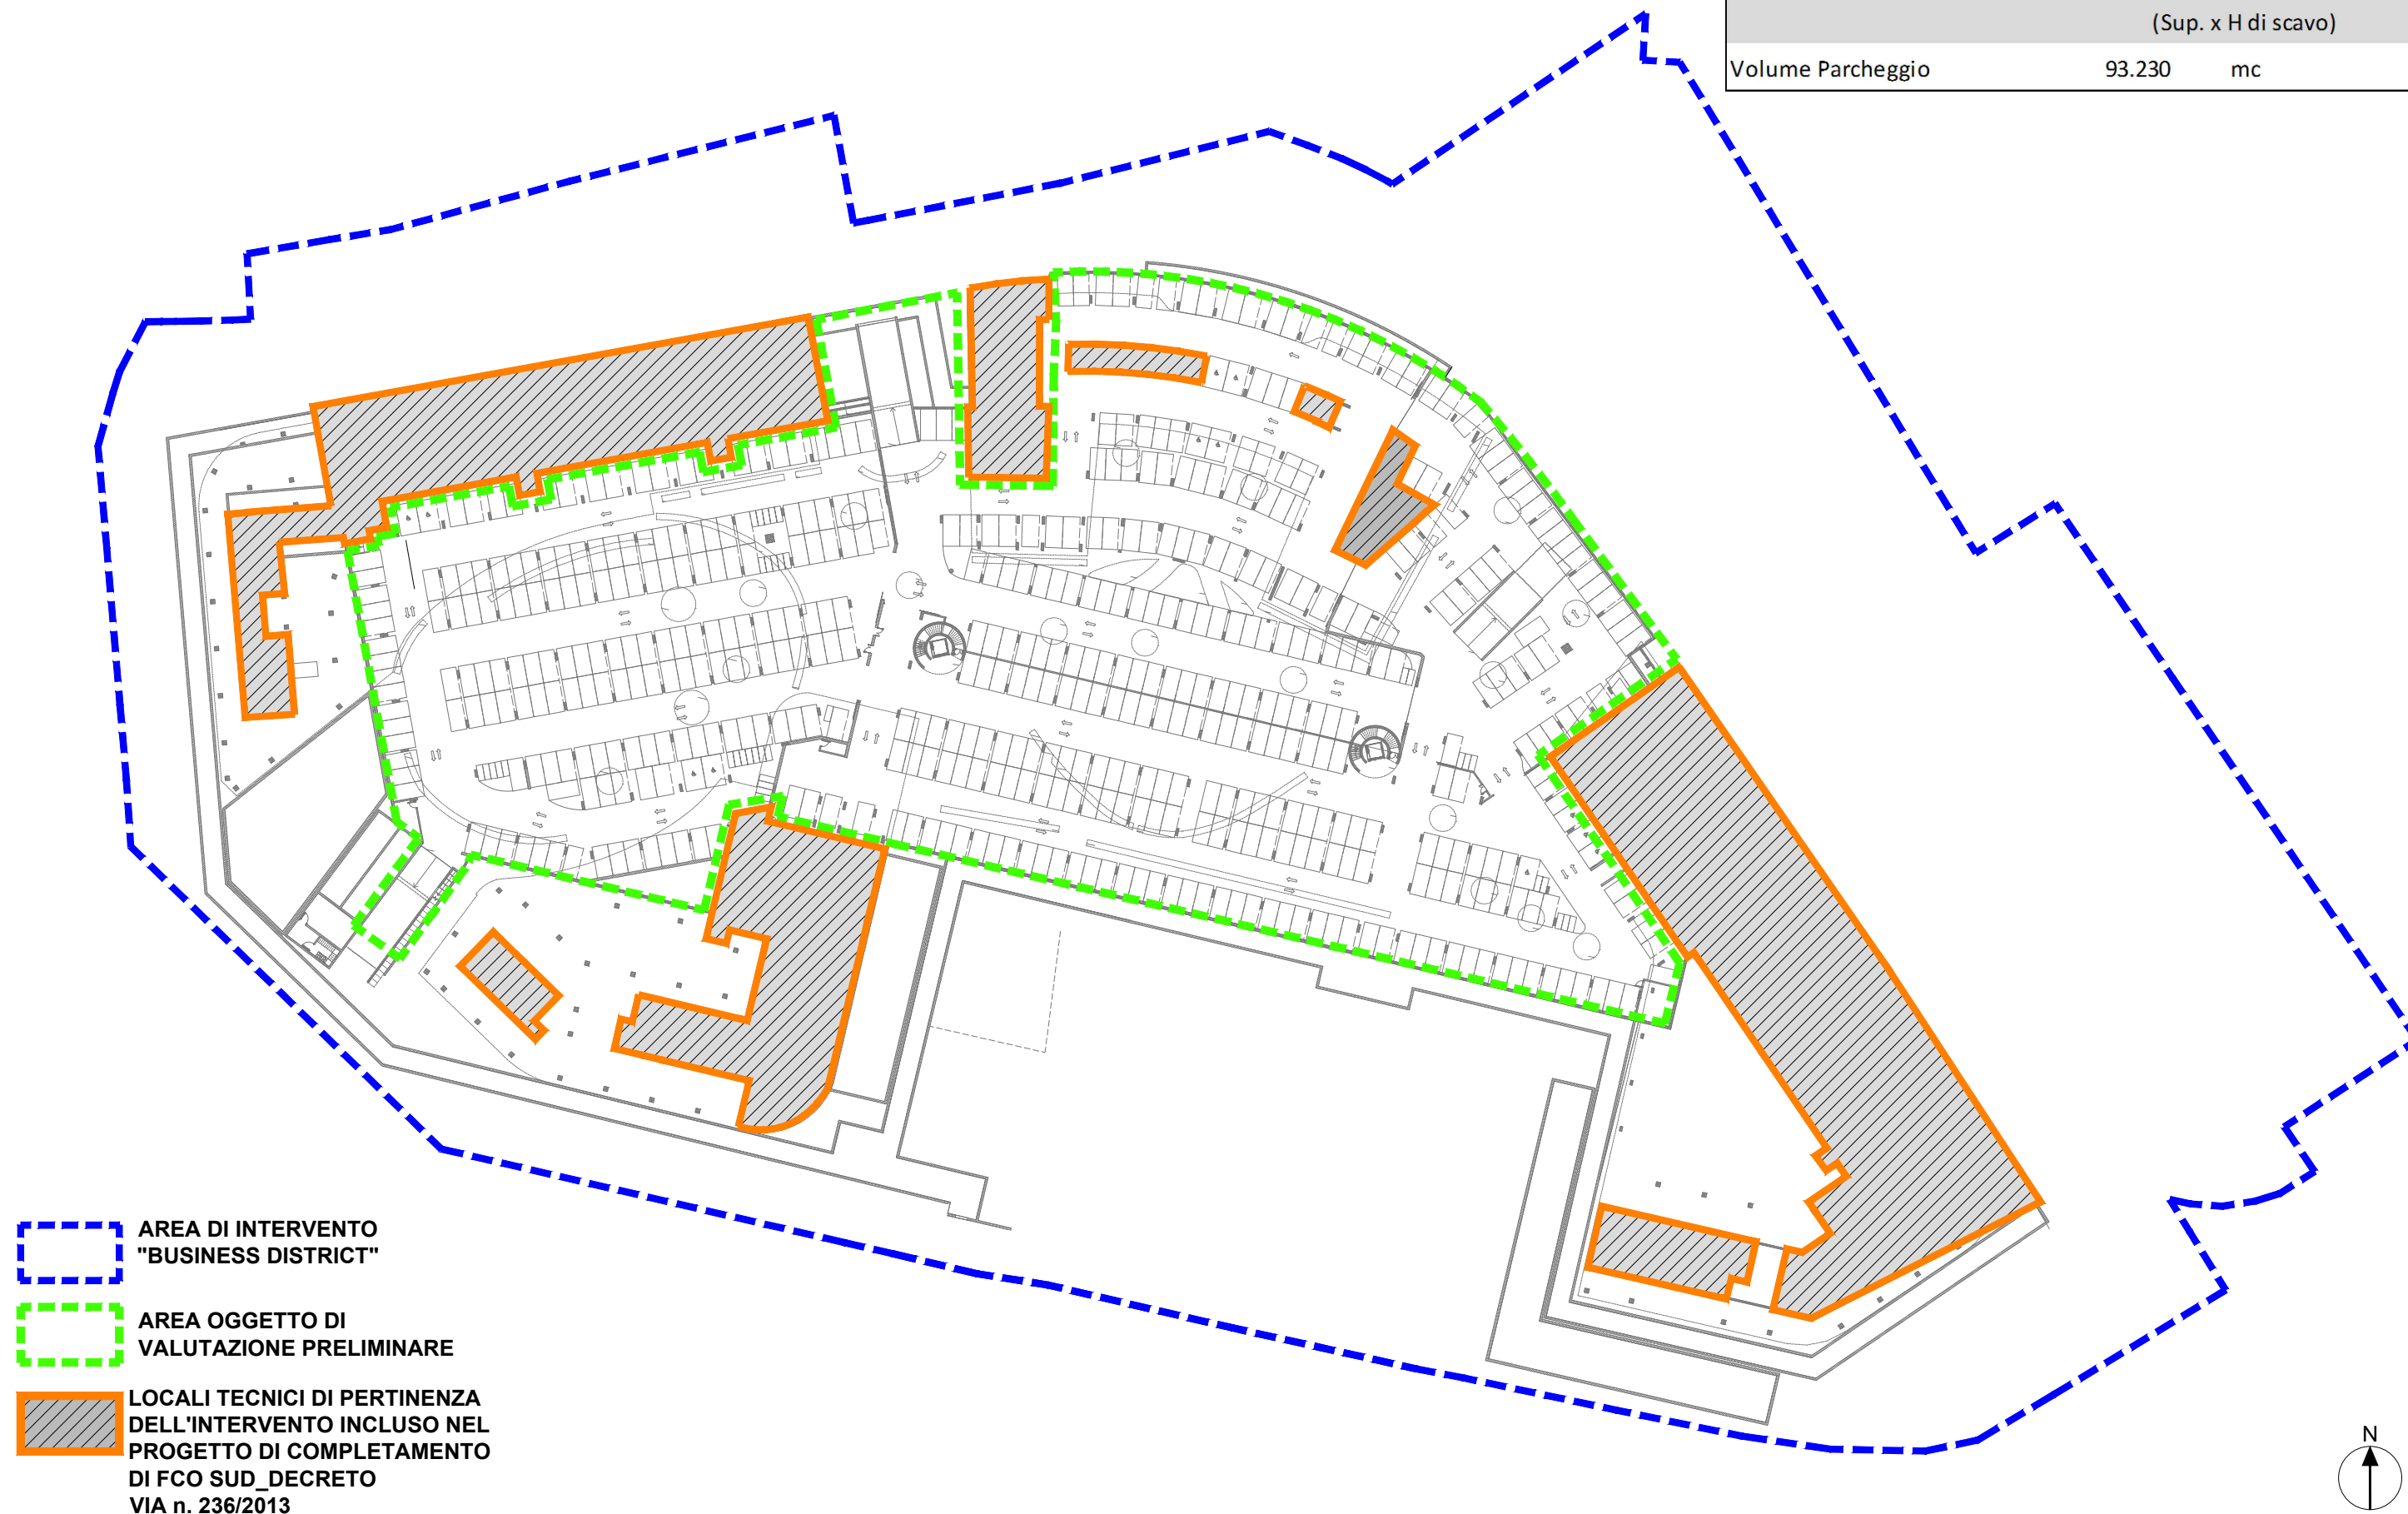 (Sup. x H di scavo)
Volume Parcheggio 93.230 mc
AREA DI INTERVENTO
"BUSINESS DISTRICT"
AREA OGGETTO DI
VALUTAZIONE PRELIMINARE
LOCALI TECNICI DI PERTINENZA
DELL'INTERVENTO INCLUSO NEL
PROGETTO DI COMPLETAMENTO
DI FCO SUD_DECRETO
VIA n. 236/2013
N